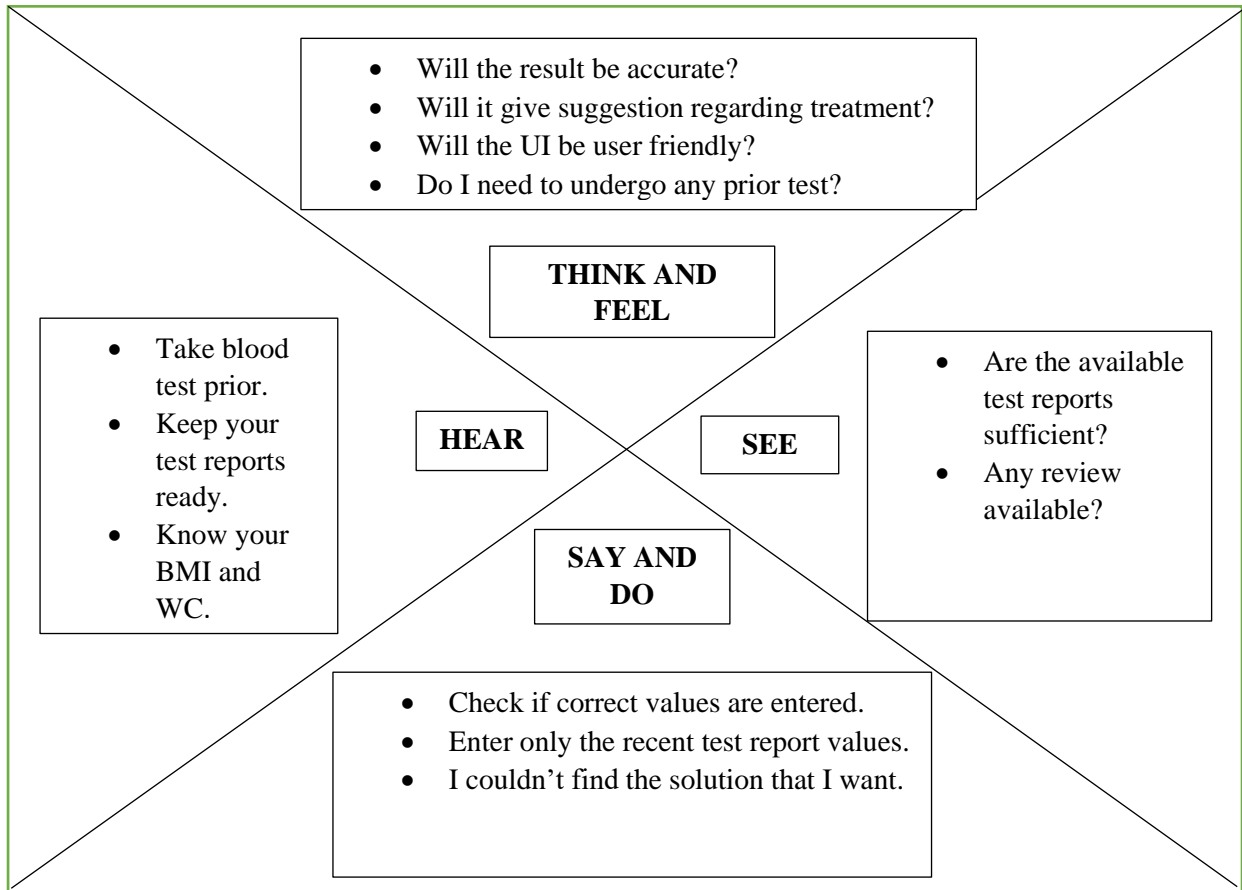 • Will the result be accurate?
• Will it give suggestion regarding treatment?
• Will the UI be user friendly?
• Do I need to undergo any prior test?
THINK AND
FEEL
• Take blood
test prior.
• Keep your
test reports
ready.
• Know your
BMI and
WC.
HEAR
SEE
• Are the available
test reports
sufficient?
• Any review
available?
SAY AND
DO
• Check if correct values are entered.
• Enter only the recent test report values.
• I couldn’t find the solution that I want.